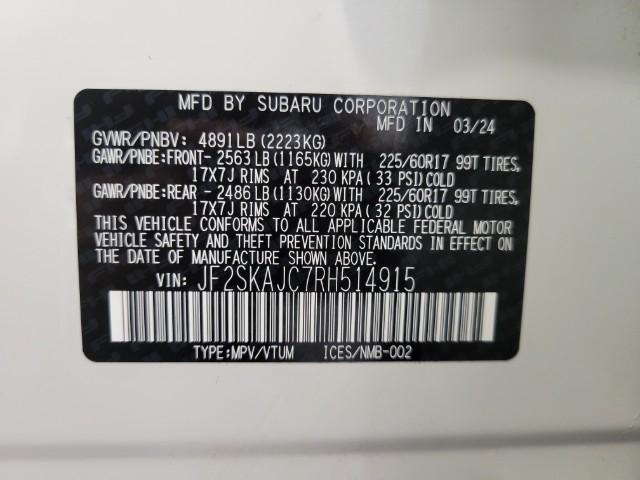 MFD BY SUBARU CORPORATION
MFD IN 03/24
GVWR/PNBV: 4891LB (2223KG)
GAWR/PNBE:FRONT- 2563LB (1165KG)WITH 225/60R17 99T TIRES,
17X7J RIMS AT 230 KPA ( 33 PSI)COLD
GAWR/PNBE:REAR - 2486LB (1130KG)WITH 225/60R17 99T TIRES,
17X7J RIMS AT 220 KPA ( 32 PSI)COLD
THIS VEHICLE CONFORMS TO ALL APPLICABLE FEDERAL MOTOR
VEHICLE SAFETY AND THEFT PREVENTION STANDARDS IN EFFECT ON
THE DATE OF MANUFACTURE SHOWN ABOVE.
VIN: JF2SKAJC7RH514915
TYPE:MPV/VTUM ICES/NMB-002